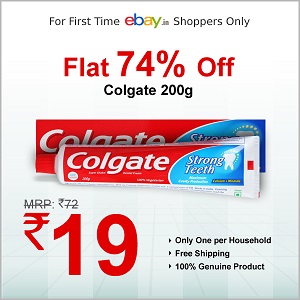 For First Time ebay.in Shoppers Only
Flat 74% Off
Colgate 200g
Colgate
Strong
Colgate
Strong
Teeth
MRP: ₹72
₹19
• Only One per Household
• Free Shipping
• 100% Genuine Product